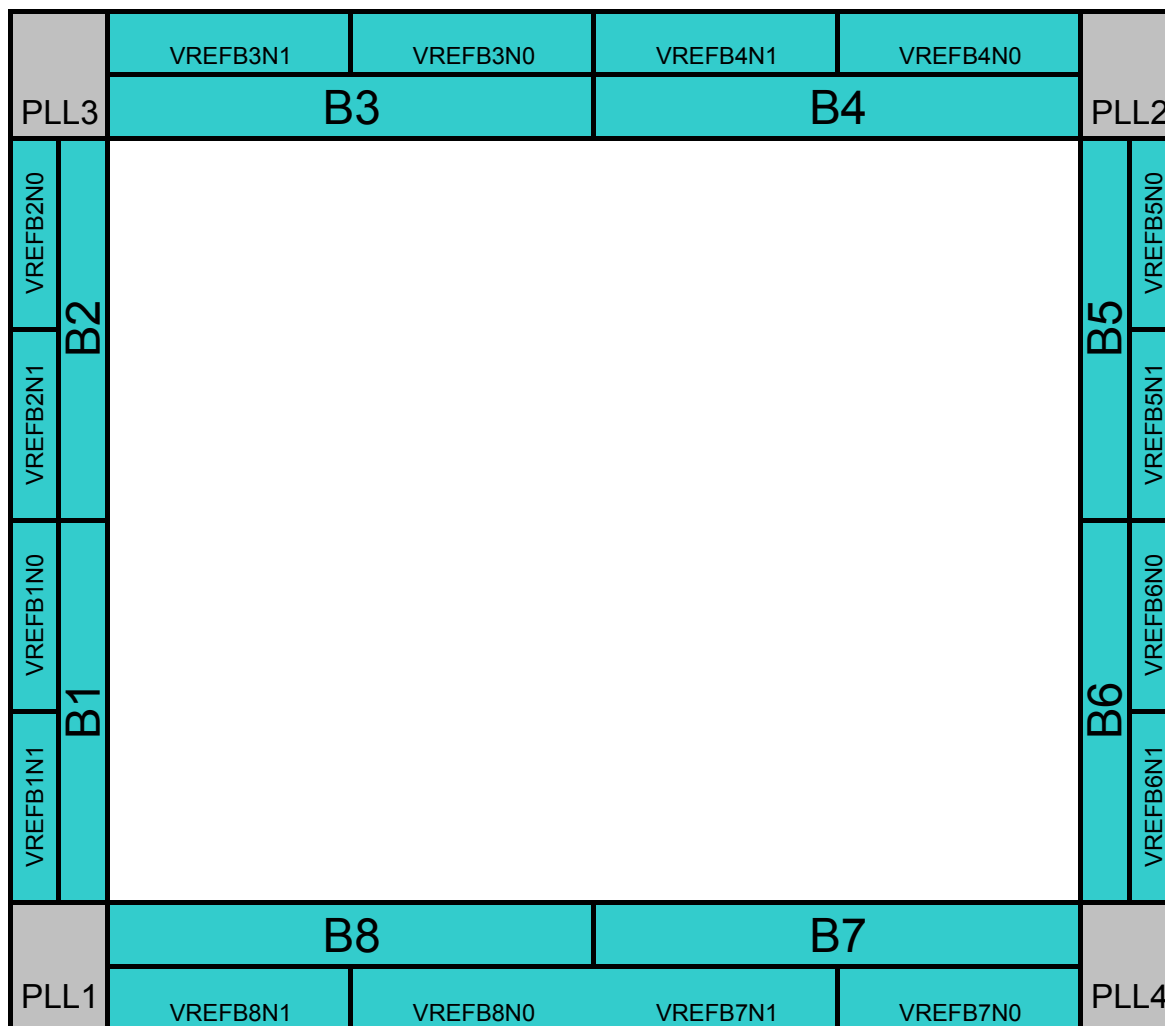 VREFB3N1
VREFB3N0
VREFB4N1
VREFB4N0
PLL3
B3
B4
PLL2
VREFB2N0
B2
VREFB2N1
VREFB5N0
B5
VREFB5N1
VREFB1N0
B1
VREFB1N1
VREFB6N0
B6
VREFB6N1
B8
B7
PLL1
VREFB8N1
VREFB8N0
VREFB7N1
VREFB7N0
PLL4